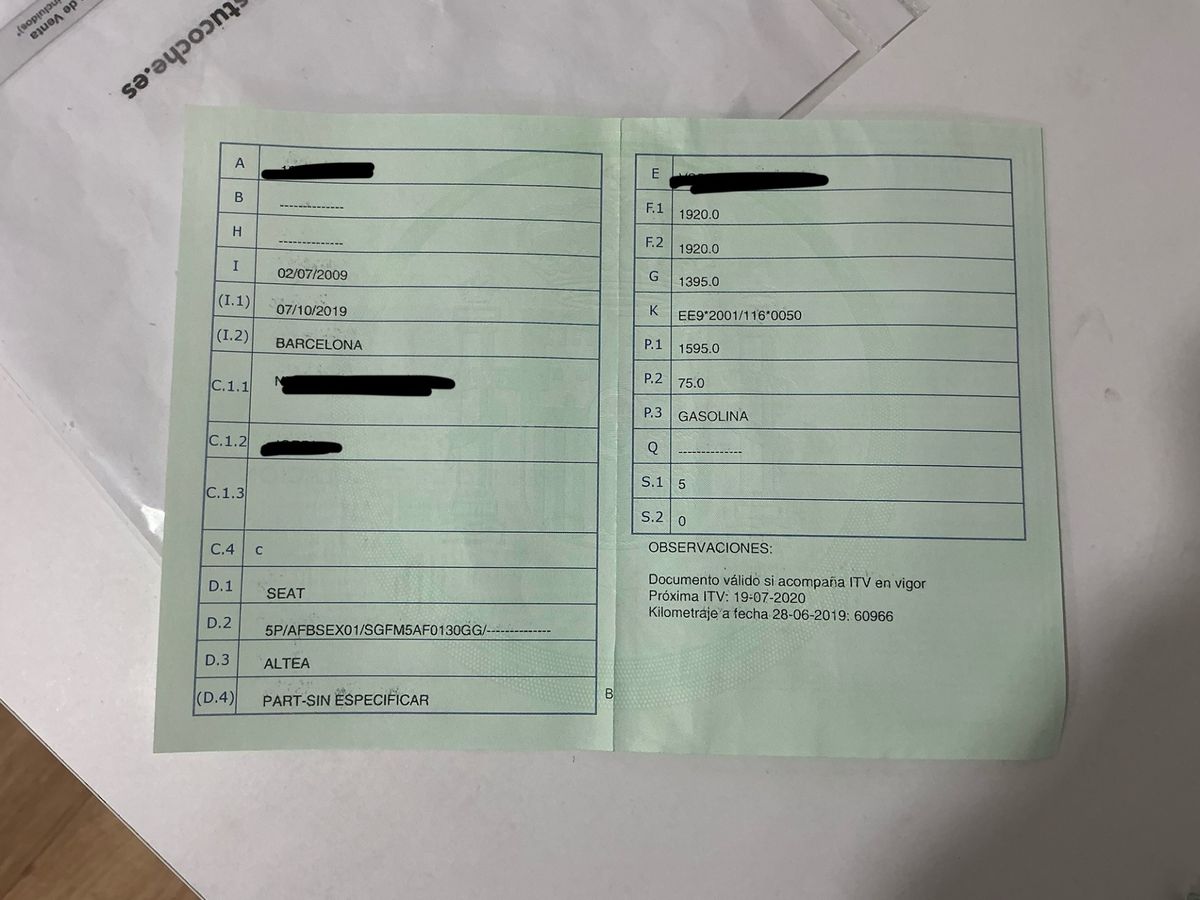 de Venta
incluidos)*
stucoche.es
A
B --------------
H --------------
I 02/07/2009
(I.1) 07/10/2019
(I.2) BARCELONA
C.1.1
C.1.2
C.1.3
C.4 c
D.1 SEAT
D.2 5P/AFBSEX01/SGFM5AF0130GG/--------------
D.3 ALTEA
(D.4) PART-SIN ESPECIFICAR
B
E
F.1 1920.0
F.2 1920.0
G 1395.0
K EE9*2001/116*0050
P.1 1595.0
P.2 75.0
P.3 GASOLINA
Q --------------
S.1 5
S.2 0
OBSERVACIONES:
Documento válido si acompaña ITV en vigor
Próxima ITV: 19-07-2020
Kilometraje a fecha 28-06-2019: 60966